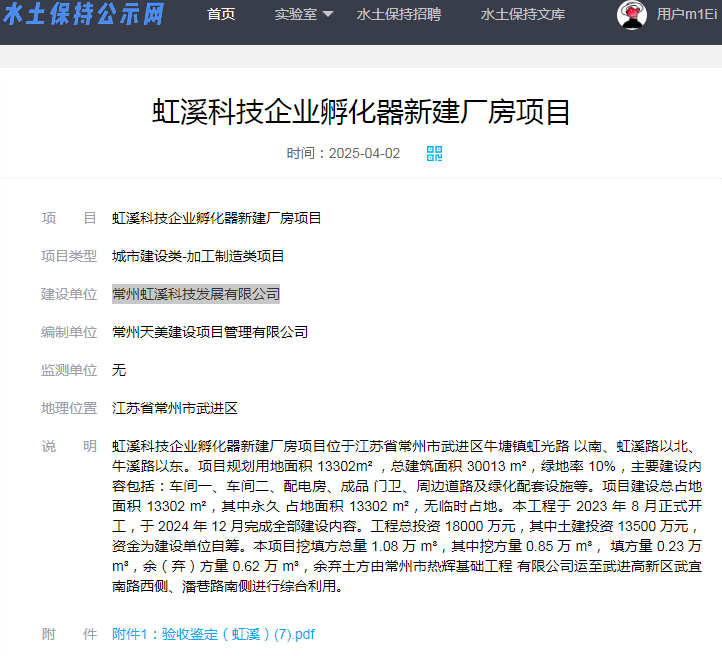 水土保持公示网 首页 实验室 水土保持招聘 水土保持文库 用户m1Ei
虹溪科技企业孵化器新建厂房项目
时间：2025-04-02
项 目 虹溪科技企业孵化器新建厂房项目
项目类型 城市建设类-加工制造类项目
建设单位 常州虹溪科技发展有限公司
编制单位 常州天美建设项目管理有限公司
监测单位 无
地理位置 江苏省常州市武进区
说 明 虹溪科技企业孵化器新建厂房项目位于江苏省常州市武进区牛塘镇虹光路 以南、虹溪路以北、
牛溪路以东。项目规划用地面积 13302m² ，总建筑面积 30013 m²，绿地率 10%，主要建设内
容包括：车间一、车间二、配电房、成品 门卫、周边道路及绿化配套设施等。项目建设总占地
面积 13302 m²，其中永久 占地面积 13302 m²，无临时占地。本工程于 2023 年 8 月正式开
工，于 2024 年 12 月完成全部建设内容。工程总投资 18000 万元，其中土建投资 13500 万元，
资金为建设单位自筹。本项目挖填方总量 1.08 万 m³，其中挖方量 0.85 万 m³， 填方量 0.23 万
m³，余（弃）方量 0.62 万 m³，余弃土方由常州市热辉基础工程 有限公司运至武进高新区武宜
南路西侧、潘巷路南侧进行综合利用。
附 件 附件1：验收鉴定（虹溪）(7).pdf